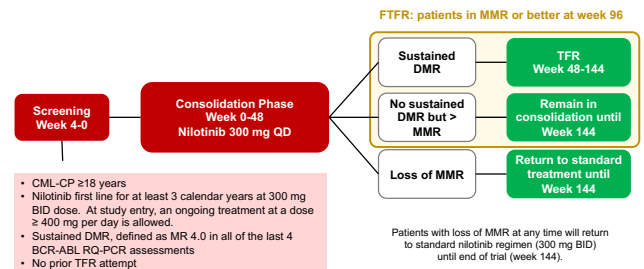 FTFR: patients in MMR or better at week 96
Sustained
DMR
TFR
Week 48-144
Screening
Week 4-0
Consolidation Phase
Week 0-48
Nilotinib 300 mg QD
No sustained
DMR but >
MMR
Remain in
consolidation until
Week 144
Loss of MMR
Return to standard
treatment until
Week 144
• CML-CP ≥18 years
• Nilotinib first line for at least 3 calendar years at 300 mg
BID dose. At study entry, an ongoing treatment at a dose
≥ 400 mg per day is allowed.
• Sustained DMR, defined as MR 4.0 in all of the last 4
BCR-ABL RQ-PCR assessments
• No prior TFR attempt
Patients with loss of MMR at any time will return
to standard nilotinib regimen (300 mg BID)
until end of trial (week 144).